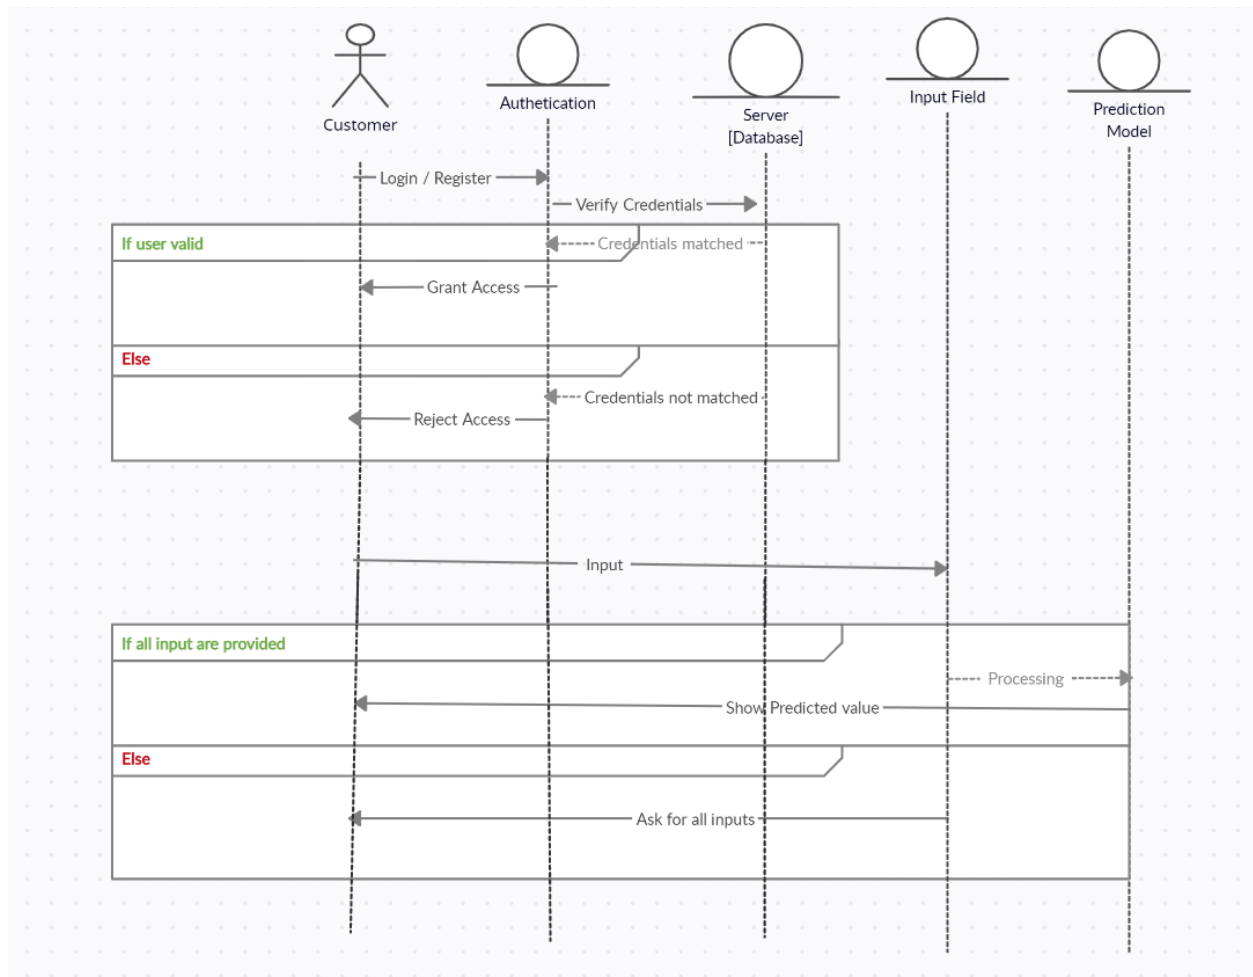 Customer
Authetication
Server
[Database]
Input Field
Prediction
Model
Login / Register
Verify Credentials
If user valid
Credentials matched
Grant Access
Else
Credentials not matched
Reject Access
Input
If all input are provided
Processing
Show Predicted value
Else
Ask for all inputs